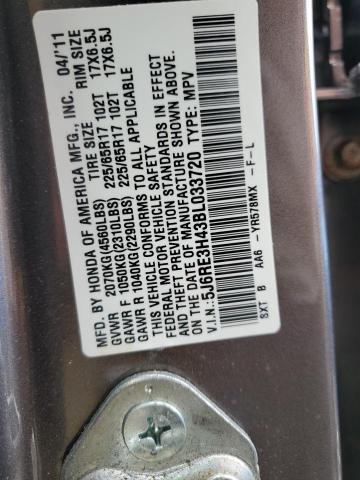 MFD. BY HONDA OF AMERICA MFG., INC. 04/'11
TIRE SIZE RIM SIZE
GVWR 2070KG(4560LBS)
GAWR F 1050KG(2310LBS) 225/65R17 102T 17X6.5J
GAWR R 1040KG(2290LBS) 225/65R17 102T 17X6.5J
THIS VEHICLE CONFORMS TO ALL APPLICABLE
FEDERAL MOTOR VEHICLE SAFETY
AND THEFT PREVENTION STANDARDS IN EFFECT
ON THE DATE OF MANUFACTURE SHOWN ABOVE.
V.I.N.:5J6RE3H43BL033720 TYPE: MPV
SXT B AA6 -YR578MX -F-L